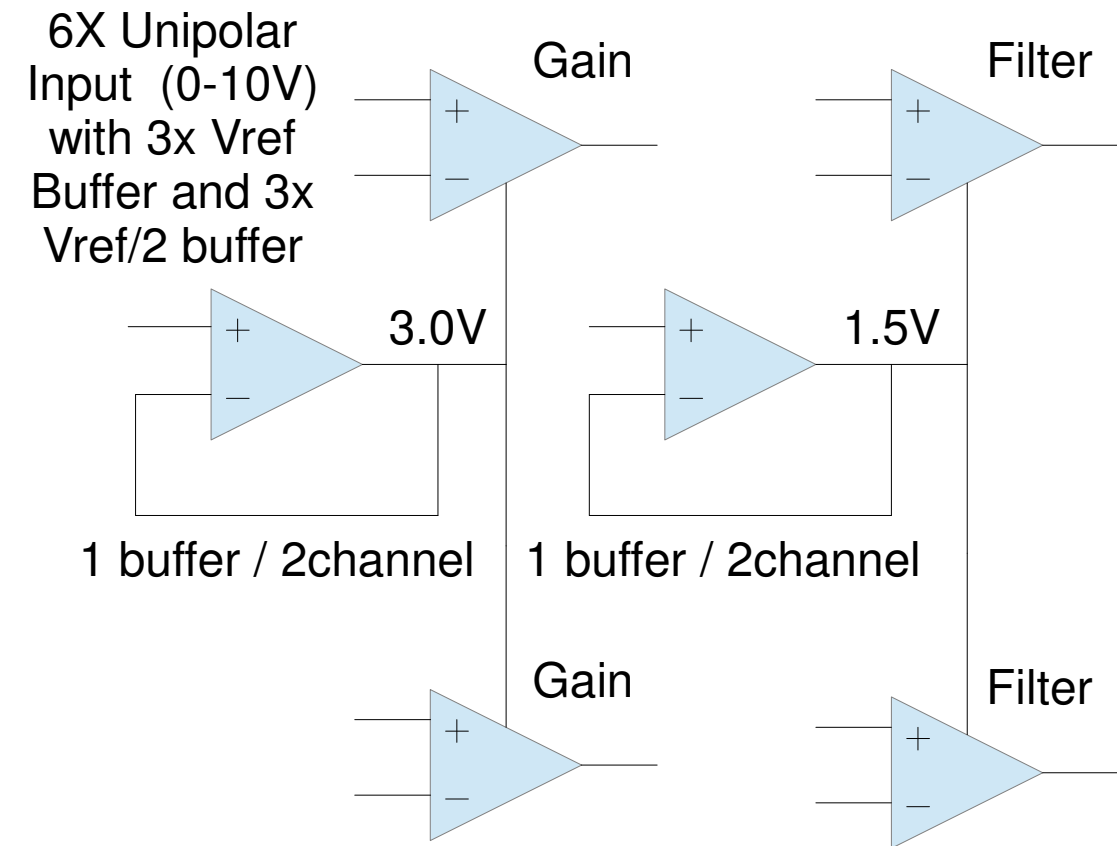 6X Unipolar
Input (0-10V)
with 3x Vref
Buffer and 3x
Vref/2 buffer
Gain
Filter
+
−
+
−
3.0V
1.5V
+
−
+
−
1 buffer / 2channel
1 buffer / 2channel
Gain
Filter
+
−
+
−